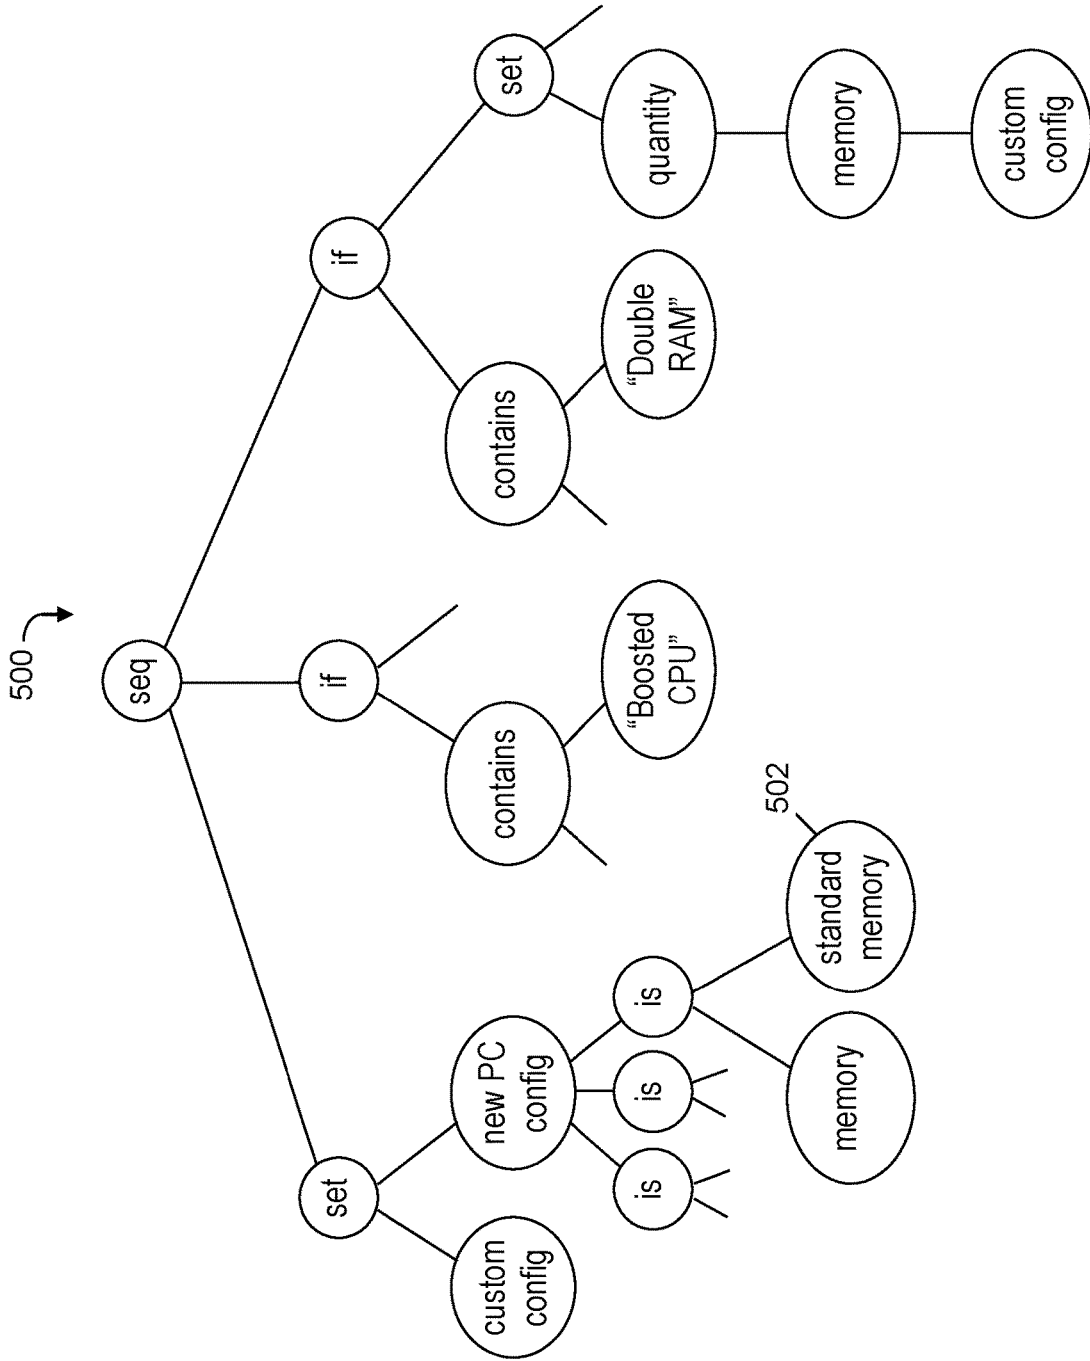 500
seq
set
if
if
custom
config
new PC
config
contains
contains
set
is
is
is
"Boosted
CPU"
"Double
RAM"
quantity
memory
standard
memory
502
memory
custom
config